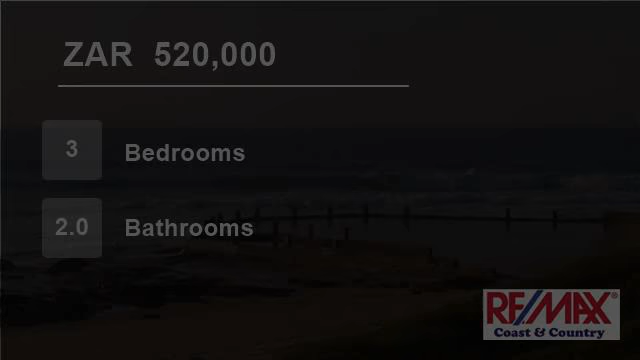 ZAR 520,000
3
Bedrooms
2.0
Bathrooms
RE/MAX®
Coast & Country